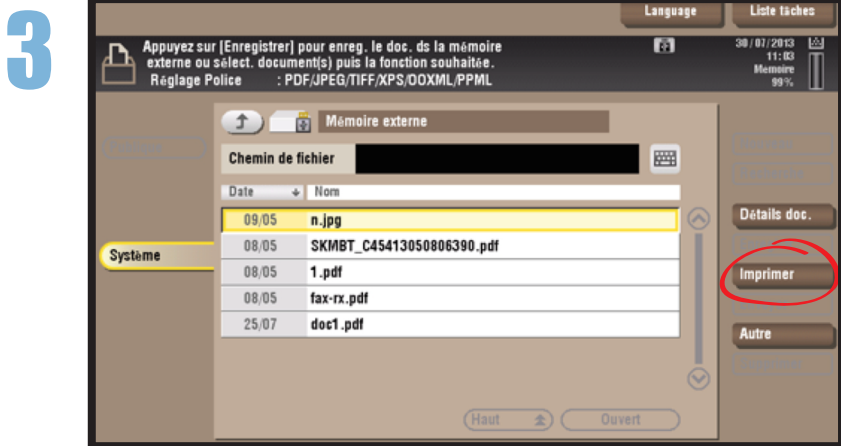 3
Language
Liste tâches
Appuyez sur [Enregistrer] pour enreg. le doc. ds la mémoire
externe ou sélect. document(s) puis la fonction souhaitée.
Réglage Police : PDF/JPEG/TIFF/XPS/OOXML/PPML
30/07/2013
11:03
Memoire
99%
Mémoire externe
Chemin de fichier
Date Nom
09/05 n.jpg
08/05 SKMBT_C45413050806390.pdf
08/05 1.pdf
08/05 fax-rx.pdf
25/07 doc1.pdf
Système
Détails doc.
Imprimer
Autre
Haut
Ouvert